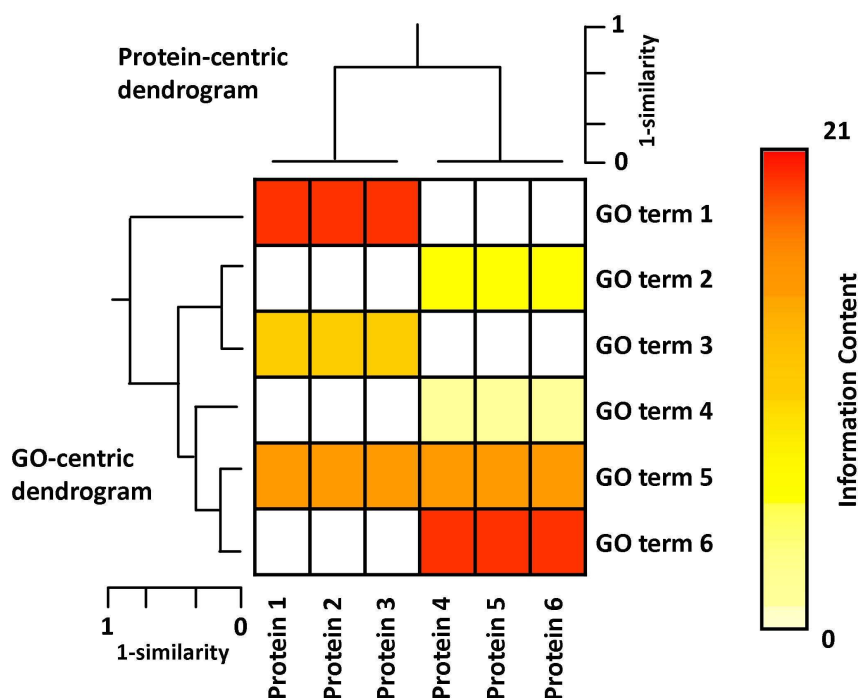 Protein-centric
dendrogram
1
1-similarity
0
21
GO term 1
GO term 2
GO term 3
GO term 4
GO term 5
GO term 6
Information Content
0
GO-centric
dendrogram
1 0
1-similarity
Protein 1
Protein 2
Protein 3
Protein 4
Protein 5
Protein 6